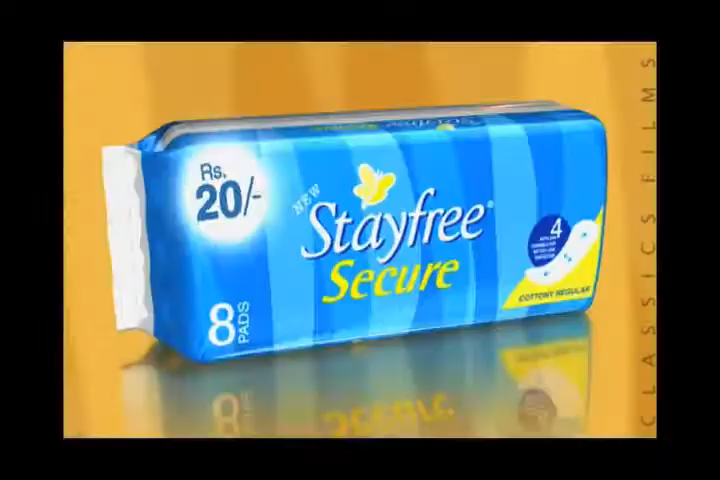 Rs.
20/-
NEW
Stayfree®
Secure
4
8
PADS
COTTONY REGULAR
CLASSICS FILMS